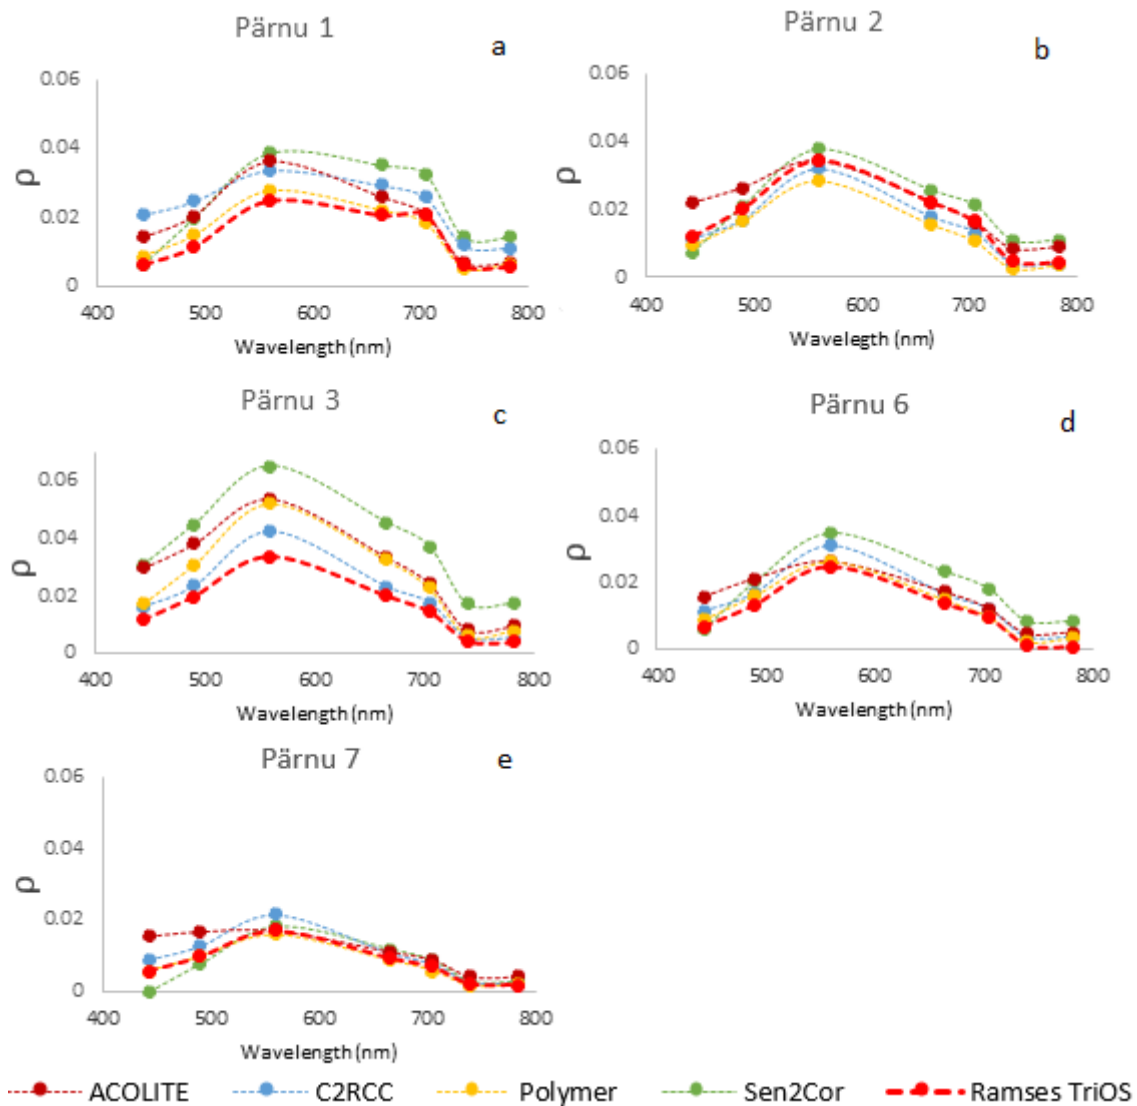 Pärnu 1
a
0.06
0.04
0.02
0
ρ
400 500 600 700 800
Wavelength (nm)
Pärnu 2
b
0.06
0.04
0.02
0
ρ
400 500 600 700 800
Wavelength (nm)
Pärnu 3
c
0.06
0.04
0.02
0
ρ
400 500 600 700 800
Wavelength (nm)
Pärnu 6
d
0.06
0.04
0.02
0
ρ
400 500 600 700 800
Wavelength (nm)
Pärnu 7
e
0.06
0.04
0.02
0
ρ
400 500 600 700 800
Wavelength (nm)
ACOLITE C2RCC Polymer Sen2Cor Ramses TriOS